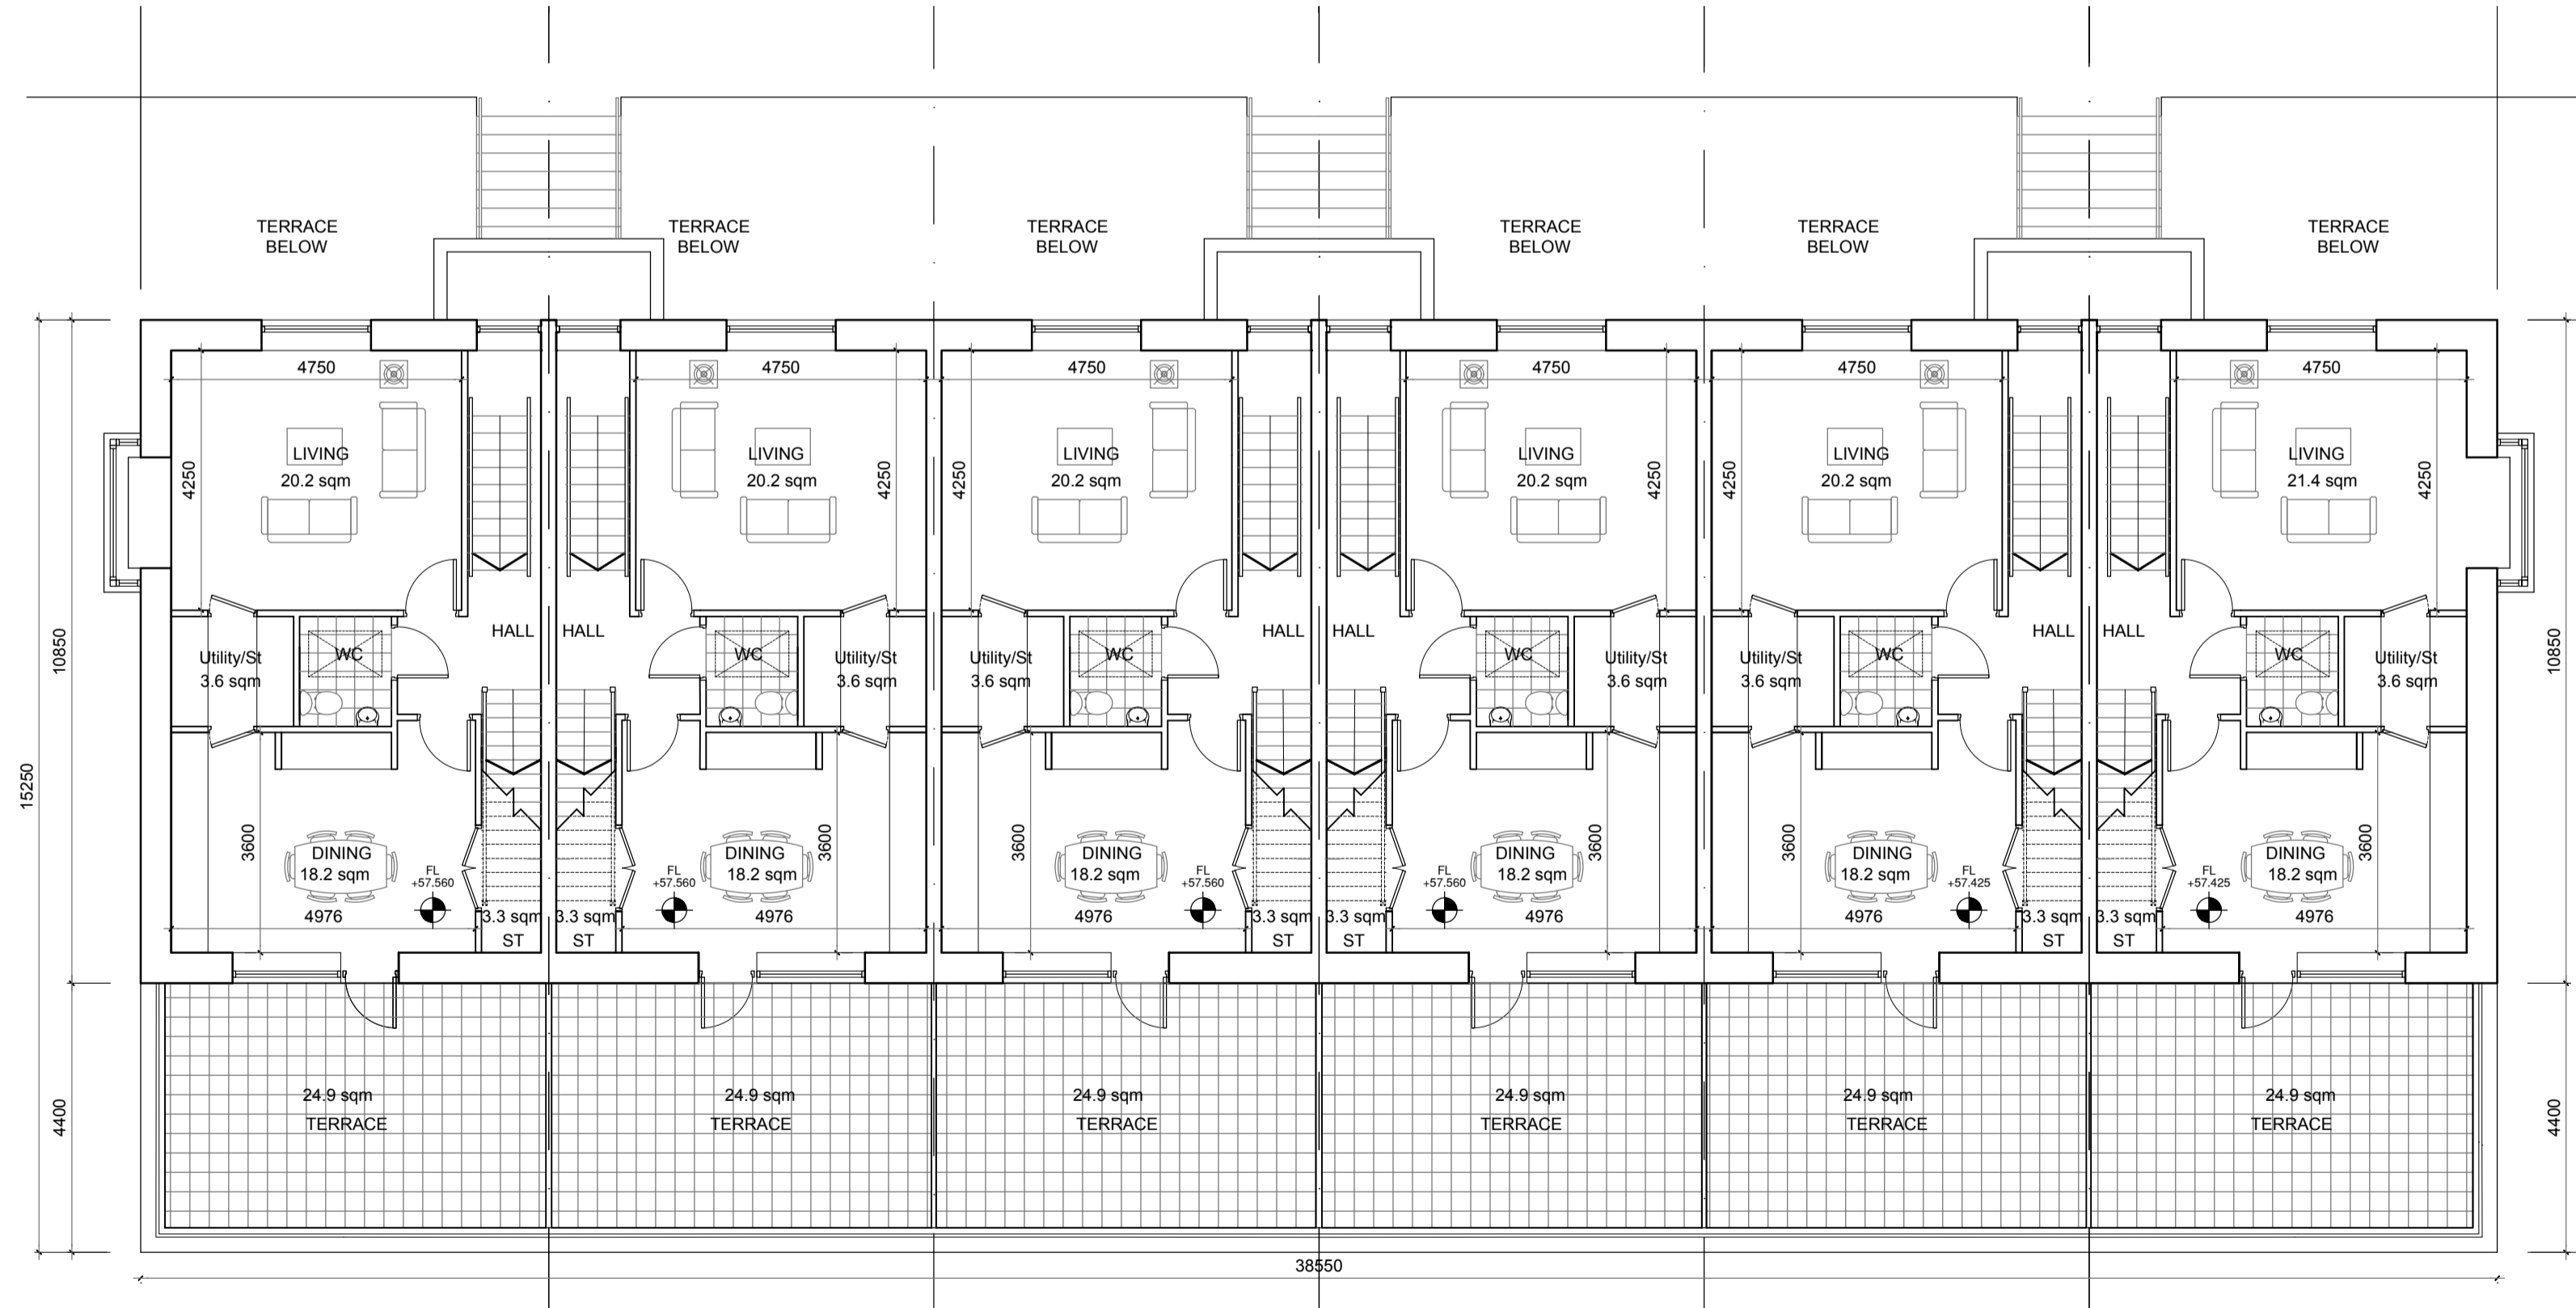 TERRACE
BELOW
TERRACE
BELOW
TERRACE
BELOW
TERRACE
BELOW
TERRACE
BELOW
TERRACE
BELOW
4750
4750
4750
4750
4750
4750
LIVING
20.2 sqm
4250
LIVING
20.2 sqm
4250
LIVING
20.2 sqm
4250
LIVING
20.2 sqm
4250
LIVING
20.2 sqm
4250
LIVING
21.4 sqm
4250
HALL
HALL
HALL
HALL
HALL
HALL
10850
10850
Utility/St
3.6 sqm
WC
WC
Utility/St
3.6 sqm
Utility/St
3.6 sqm
WC
WC
Utility/St
3.6 sqm
Utility/St
3.6 sqm
WC
WC
Utility/St
3.6 sqm
15250
3600
DINING
18.2 sqm
FL
+57.560
4976
3.3 sqm
ST
3.3 sqm
ST
FL
+57.560
DINING
18.2 sqm
3600
4976
3600
DINING
18.2 sqm
FL
+57.560
4976
3.3 sqm
ST
3.3 sqm
ST
FL
+57.560
DINING
18.2 sqm
3600
4976
3600
DINING
18.2 sqm
FL
+57.425
4976
3.3 sqm
ST
3.3 sqm
ST
FL
+57.425
DINING
18.2 sqm
3600
4976
4400
24.9 sqm
TERRACE
24.9 sqm
TERRACE
24.9 sqm
TERRACE
24.9 sqm
TERRACE
24.9 sqm
TERRACE
24.9 sqm
TERRACE
4400
38550